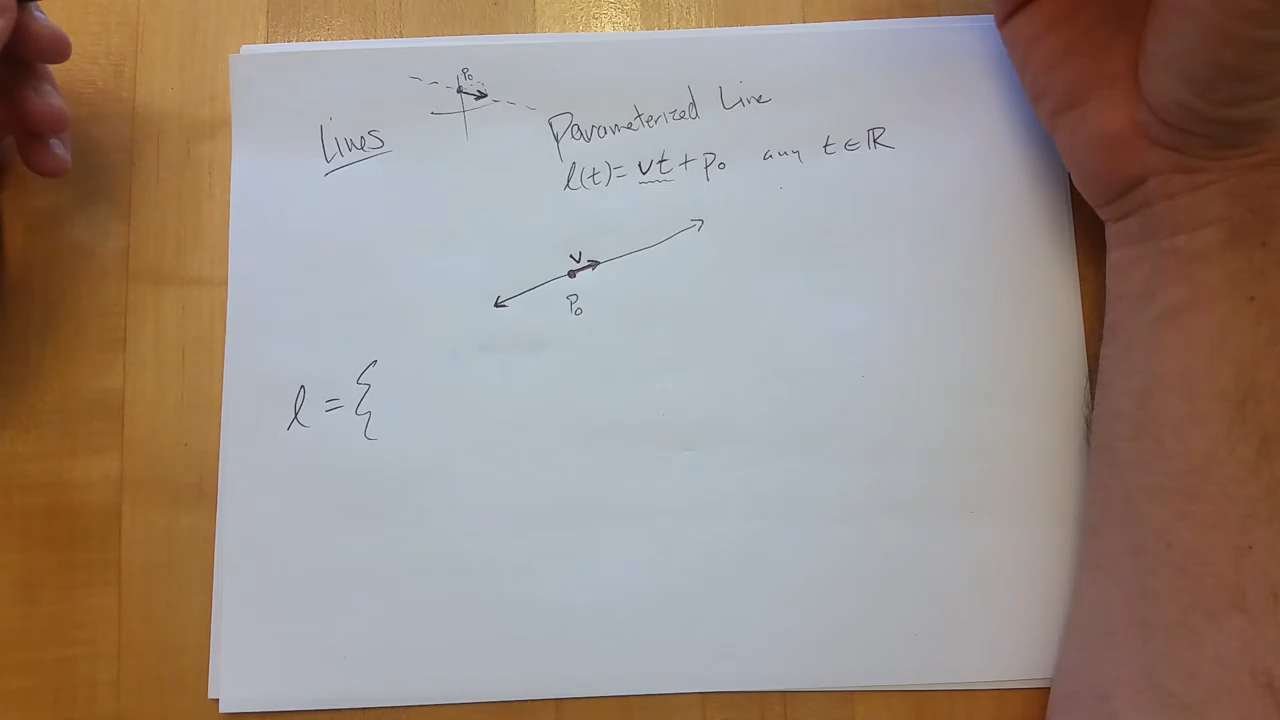 P₀
Lines
Parameterized Line
l(t) = vt + p₀ any t ∈ ℝ
v
P₀
l = {